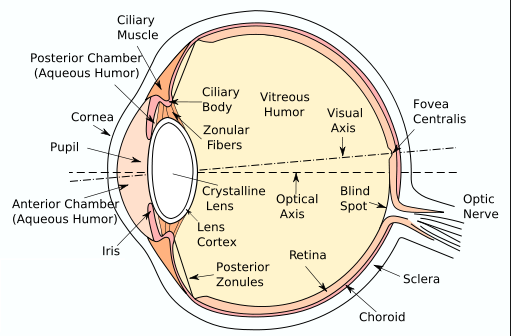 Ciliary
Muscle
Posterior Chamber
(Aqueous Humor)
Cornea
Pupil
Anterior Chamber
(Aqueous Humor)
Iris
Ciliary
Body
Zonular
Fibers
Vitreous
Humor
Visual
Axis
Fovea
Centralis
Crystalline
Lens
Optical
Axis
Blind
Spot
Optic
Nerve
Lens
Cortex
Posterior
Zonules
Retina
Sclera
Choroid